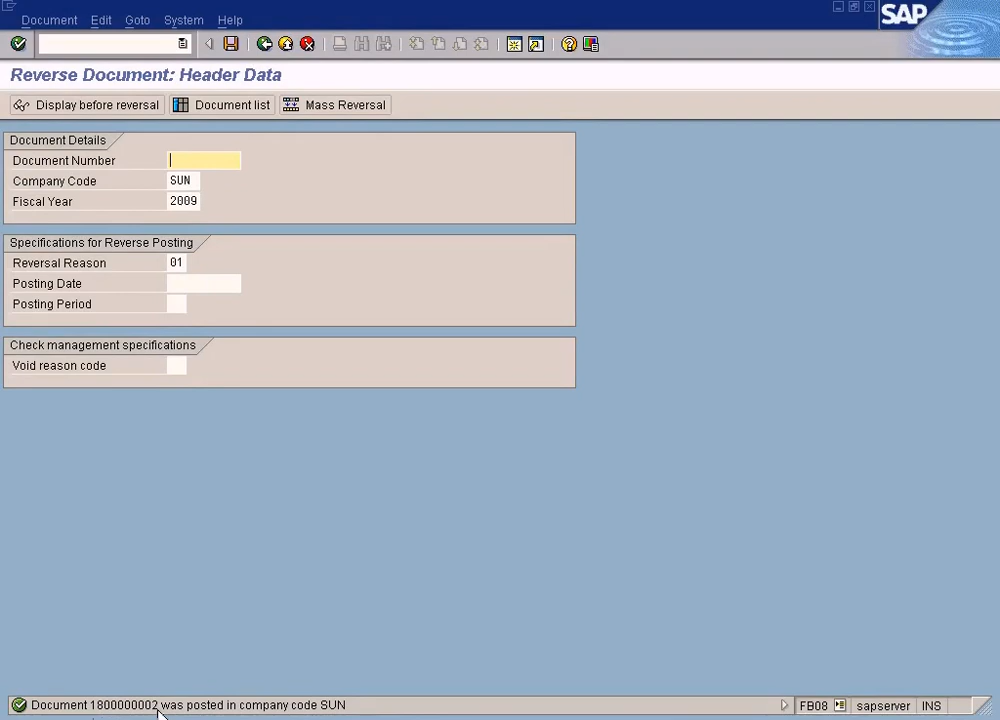 Document Edit Goto System Help
SAP
Reverse Document: Header Data
Display before reversal Document list Mass Reversal
Document Details
Document Number
Company Code SUN
Fiscal Year 2009
Specifications for Reverse Posting
Reversal Reason 01
Posting Date
Posting Period
Check management specifications
Void reason code
Document 1800000002 was posted in company code SUN
FB08 sapserver INS